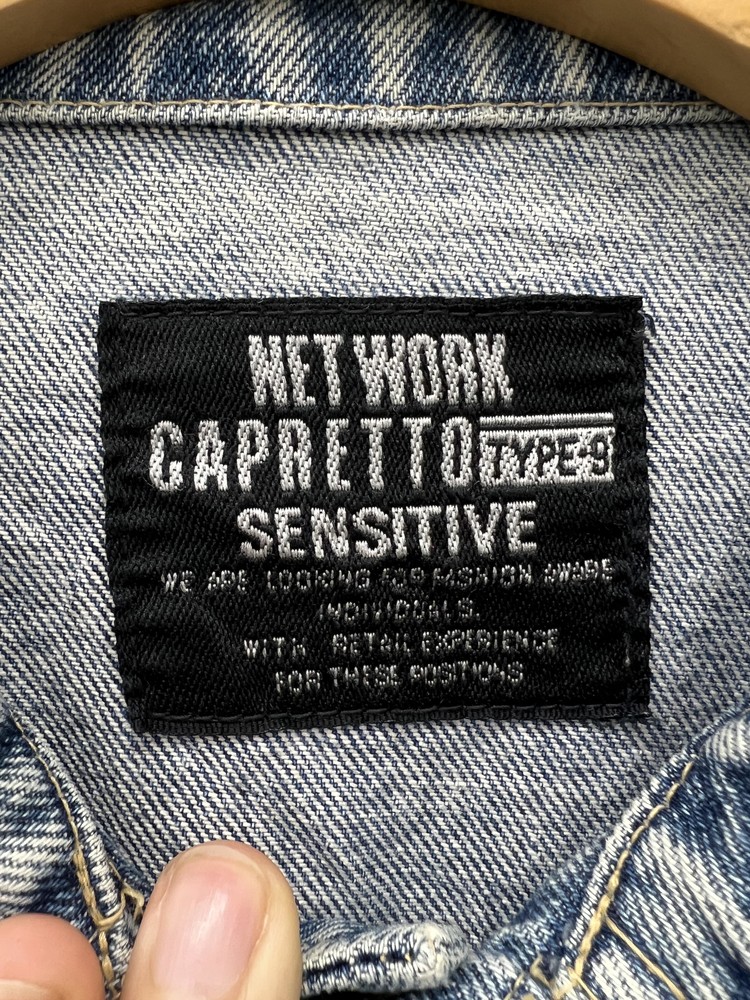 NETWORK
CAPRETTO TYPE-9
SENSITIVE
WE ARE LOOKING FOR FASHION AWARE
INDIVIDUALS.
WITH RETAIL EXPERIENCE
FOR THESE POSITIONS